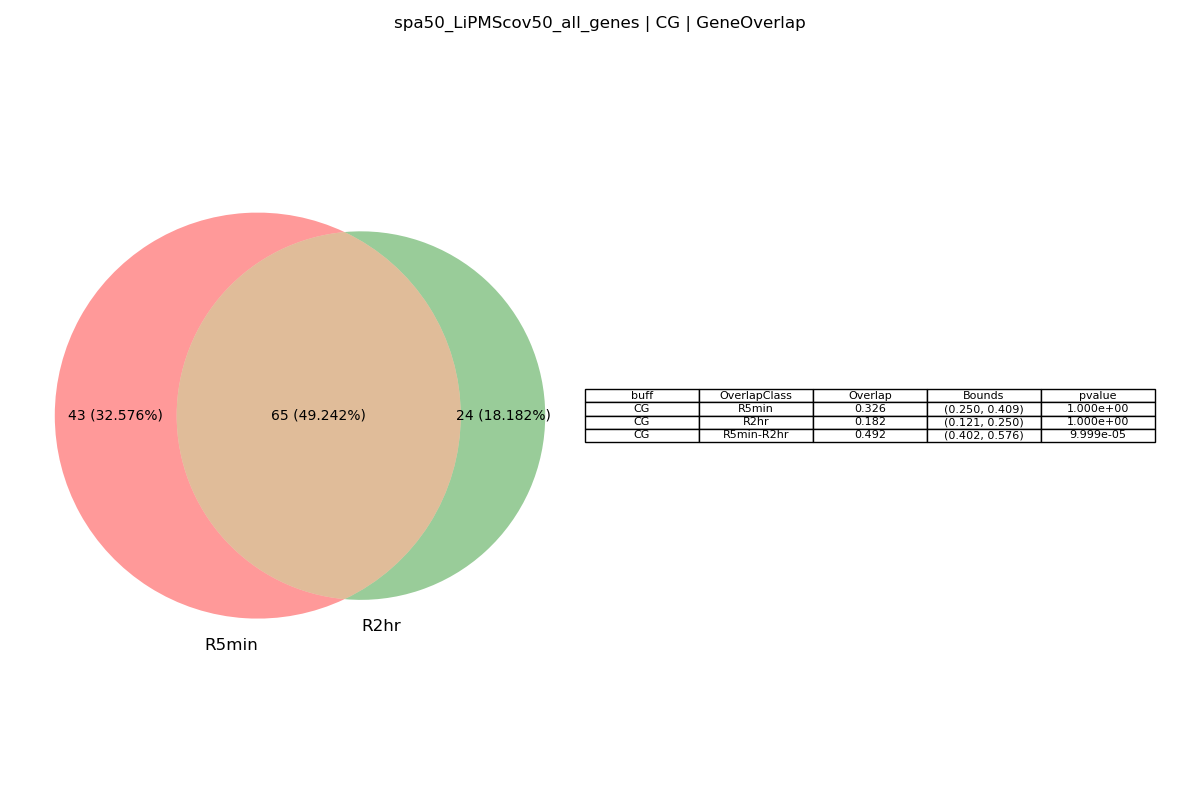 spa50_LiPMScov50_all_genes | CG | GeneOverlap
43 (32.576%) 65 (49.242%) 24 (18.182%)
R2hr
R5min
buff OverlapClass Overlap Bounds pvalue
CG R5min 0.326 (0.250, 0.409) 1.000e+00
CG R2hr 0.182 (0.121, 0.250) 1.000e+00
CG R5min-R2hr 0.492 (0.402, 0.576) 9.999e-05